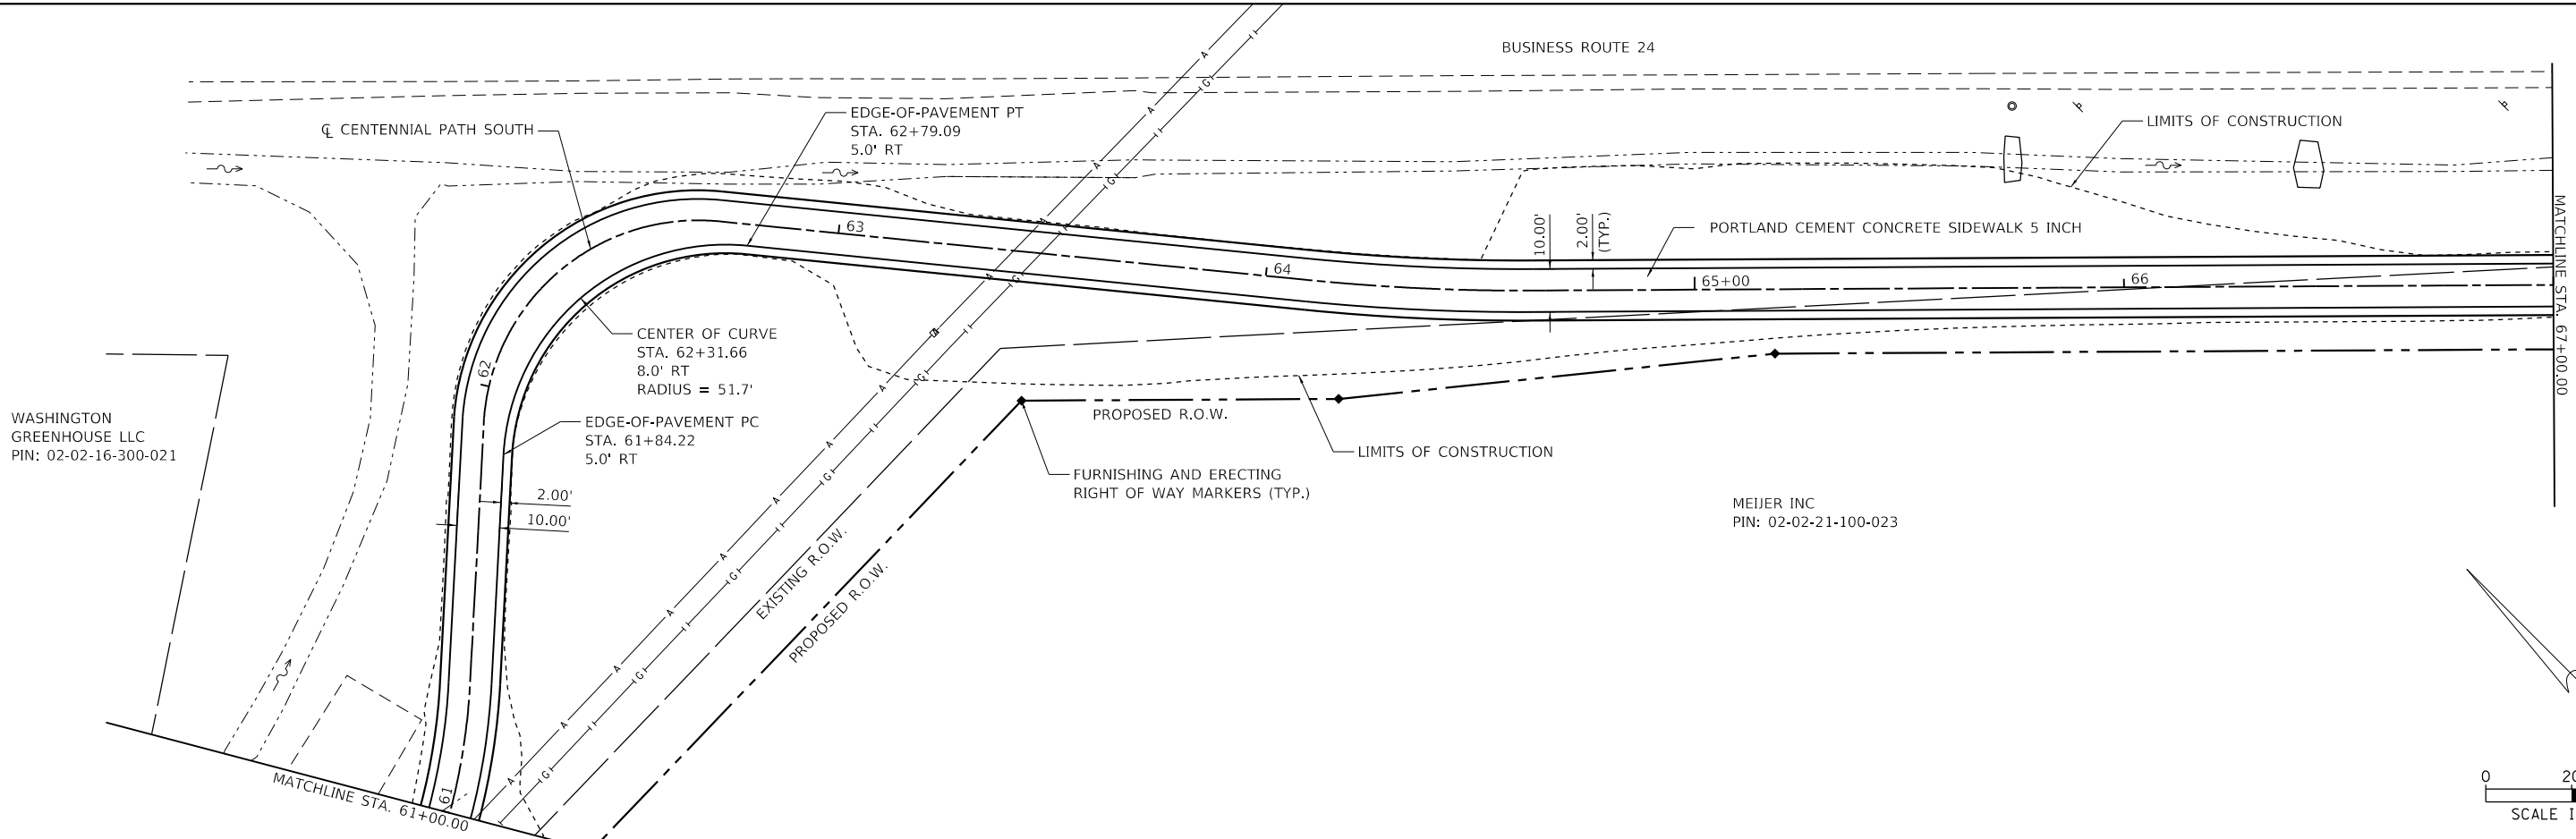 BUSINESS ROUTE 24
EDGE-OF-PAVEMENT PT
STA. 62+79.09
5.0' RT
℄ CENTENNIAL PATH SOUTH
LIMITS OF CONSTRUCTION
63
64
10.00'
2.00'
(TYP.)
PORTLAND CEMENT CONCRETE SIDEWALK 5 INCH
65+00
66
MATCHLINE STA. 67+00.00
CENTER OF CURVE
STA. 62+31.66
8.0' RT
RADIUS = 51.7'
62
EDGE-OF-PAVEMENT PC
STA. 61+84.22
5.0' RT
WASHINGTON
GREENHOUSE LLC
PIN: 02-02-16-300-021
PROPOSED R.O.W.
LIMITS OF CONSTRUCTION
FURNISHING AND ERECTING
RIGHT OF WAY MARKERS (TYP.)
2.00'
10.00'
MEIJER INC
PIN: 02-02-21-100-023
EXISTING R.O.W.
PROPOSED R.O.W.
61
MATCHLINE STA. 61+00.00
0 20
SCALE